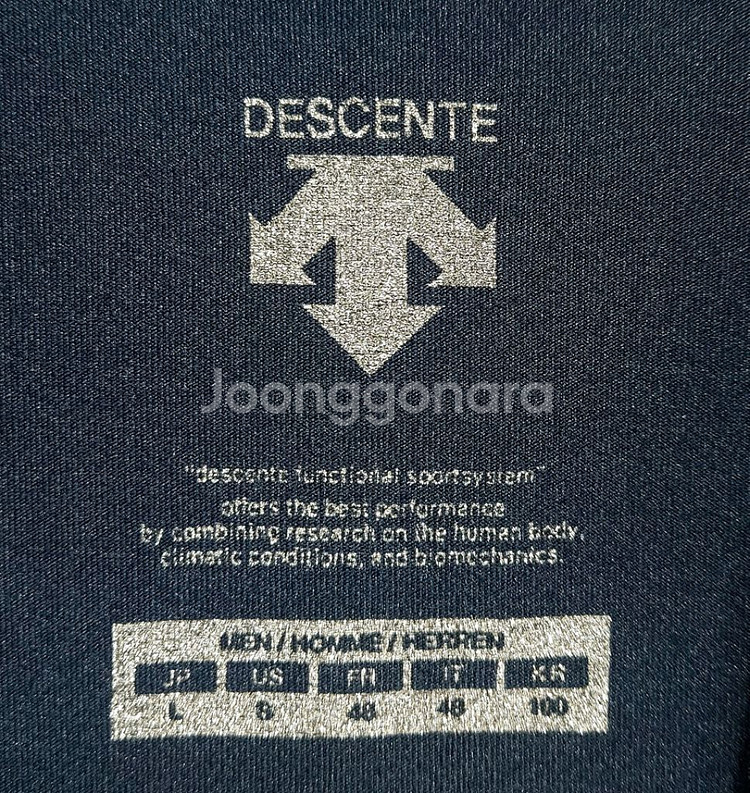 DESCENTE
Joonggonara
"descente functional sportsystem"
offers the best performance
by combining research on the human body,
climatic conditions, and biomechanics.
MEN / HOMME / HERREN
JP US FR IT KS
L S 48 48 100